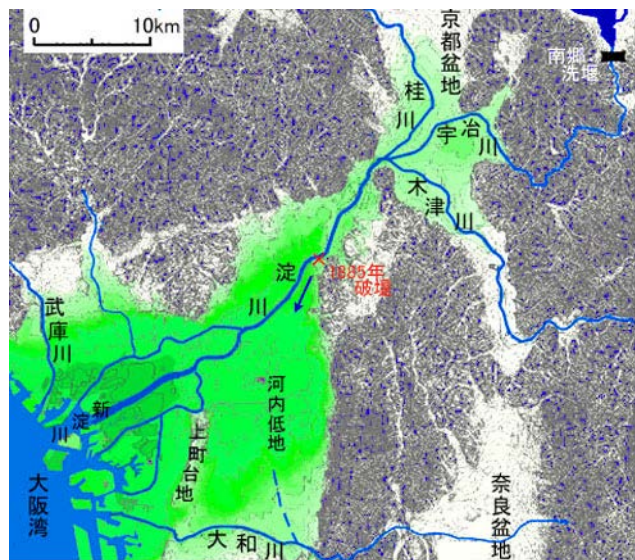 0 10km
京都盆地
南郷
洗堰
桂川
宇治川
木津川
1885年
破堤
淀川
武庫川
河内低地
新淀川
上町台地
大阪湾
奈良盆地
大和川